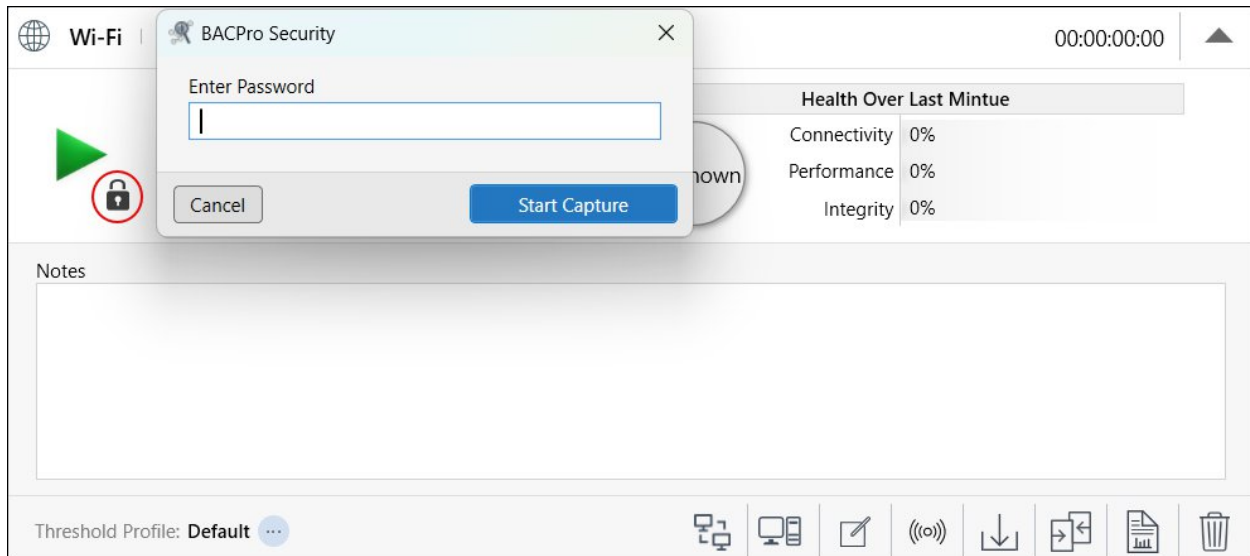 Wi-Fi
BACPro Security
00:00:00:00
Enter Password
Health Over Last Mintue
Connectivity 0%
nown
Performance 0%
Integrity 0%
Cancel
Start Capture
Notes
Threshold Profile: Default ...